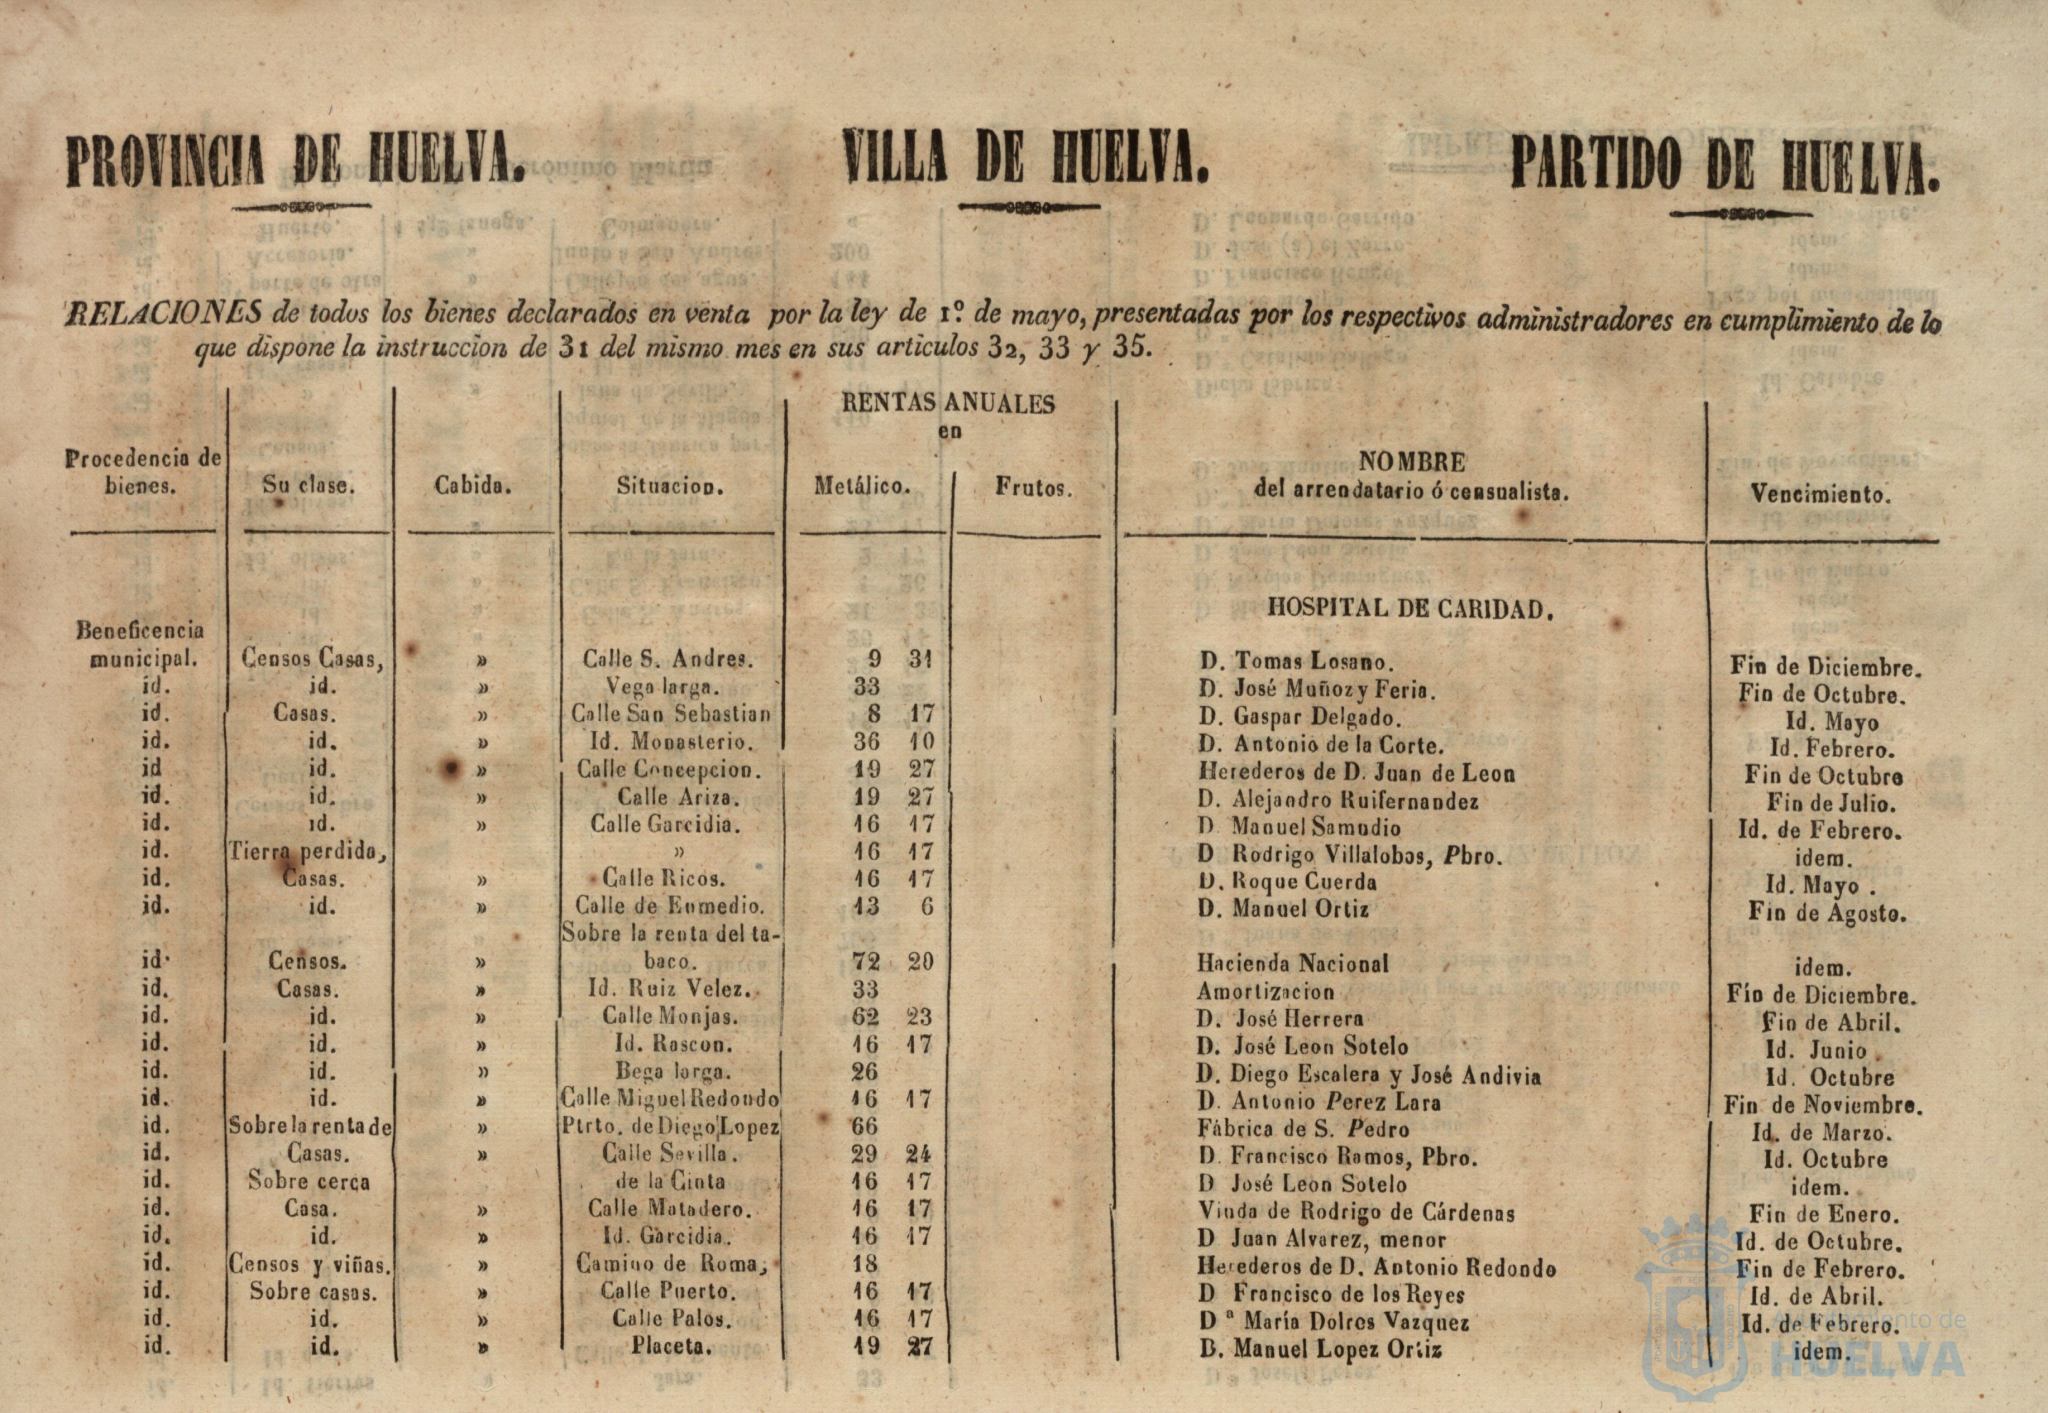 PROVINCIA DE HUELVA. VILLA DE HUELVA. PARTIDO DE HUELVA.
RELACIONES de todos los bienes declarados en venta por la ley de 1º de mayo, presentadas por los respectivos administradores en cumplimiento de lo
que dispone la instruccion de 31 del mismo mes en sus articulos 32, 33 y 35.
RENTAS ANUALES
en
Procedencia de bienes. Su clase. Cabida. Situacion. Metálico. Frutos. NOMBRE del arrendatario ó censualista. Vencimiento.
HOSPITAL DE CARIDAD.
Beneficencia
municipal. Censos Casas, » Calle S. Andres. 9 31 D. Tomas Losano. Fin de Diciembre.
id. id. » Vega larga. 33 D. José Muñoz y Feria. Fin de Octubre.
id. Casas. » Calle San Sebastian 8 17 D. Gaspar Delgado. Id. Mayo
id. id. » Id. Monasterio. 36 10 D. Antonio de la Corte. Id. Febrero.
id id. » Calle Concepcion. 19 27 Herederos de D. Juan de Leon Fin de Octubre
id. id. » Calle Ariza. 19 27 D. Alejandro Ruifernandez Fin de Julio.
id. id. » Calle Garcidia. 16 17 D. Manuel Samudio Id. de Febrero.
id. Tierra perdida, » 16 17 D Rodrigo Villalobos, Pbro. idem.
id. Casas. » Calle Ricos. 16 17 D. Roque Cuerda Id. Mayo .
id. id. » Calle de Enmedio. 13 6 D. Manuel Ortiz Fin de Agosto.
Sobre la renta del ta-
id. Censos. » baco. 72 20 Hacienda Nacional idem.
id. Casas. » Id. Ruiz Velez. 33 Amortizacion Fin de Diciembre.
id. id. » Calle Monjas. 62 23 D. José Herrera Fin de Abril.
id. id. » Id. Rascon. 16 17 D. José Leon Sotelo Id. Junio .
id. id. » Bega larga. 26 D. Diego Escalera y José Andivia Id. Octubre
id. id. » Calle Miguel Redondo 16 17 D. Antonio Perez Lara Fin de Noviembre.
id. Sobre la renta de » Ptrto. de Diego Lopez 66 Fábrica de S. Pedro Id. de Marzo.
id. Casas. » Calle Sevilla. 29 24 D. Francisco Ramos, Pbro. Id. Octubre
id. Sobre cerca de la Cinta 16 17 D José Leon Sotelo idem.
id. Casa. » Calle Matadero. 16 17 Viuda de Rodrigo de Cárdenas Fin de Enero.
id. id. » Id. Garcidia. 16 17 D Juan Alvarez, menor Id. de Octubre.
id. Censos y viñas. » Camino de Roma, 18 Herederos de D. Antonio Redondo Fin de Febrero.
id. Sobre casas. » Calle Puerto. 16 17 D Francisco de los Reyes Id. de Abril.
id. id. » Calle Palos. 16 17 Dª María Dolres Vazquez Id. de Febrero.
id. id. » Placeta. 19 27 D. Manuel Lopez Ortiz idem.
HUELVA